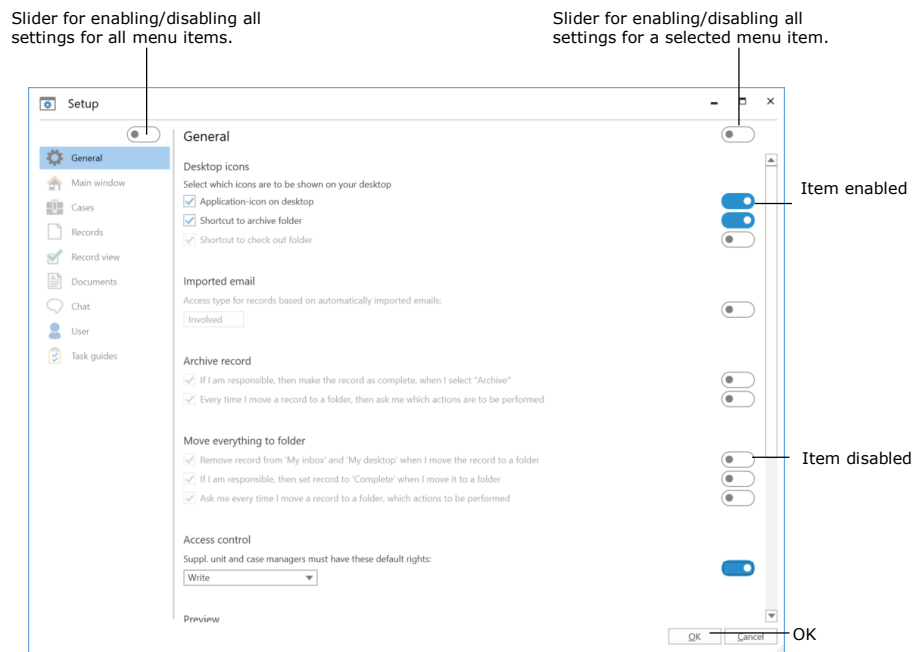 Slider for enabling/disabling all
settings for all menu items.
Slider for enabling/disabling all
settings for a selected menu item.
Setup
General
General
Main window
Cases
Records
Record view
Documents
Chat
User
Task guides
Desktop icons
Select which icons are to be shown on your desktop
Application-icon on desktop
Item enabled
Shortcut to archive folder
Shortcut to check out folder
Imported email
Access type for records based on automatically imported emails:
Involved
Archive record
If I am responsible, then make the record as complete, when I select "Archive"
Every time I move a record to a folder, then ask me which actions are to be performed
Move everything to folder
Remove record from 'My inbox' and 'My desktop' when I move the record to a folder
Item disabled
If I am responsible, then set record to 'Complete' when I move it to a folder
Ask me every time I move a record to a folder, which actions to be performed
Access control
Suppl. unit and case managers must have these default rights:
Write
Preview
OK
Cancel
OK